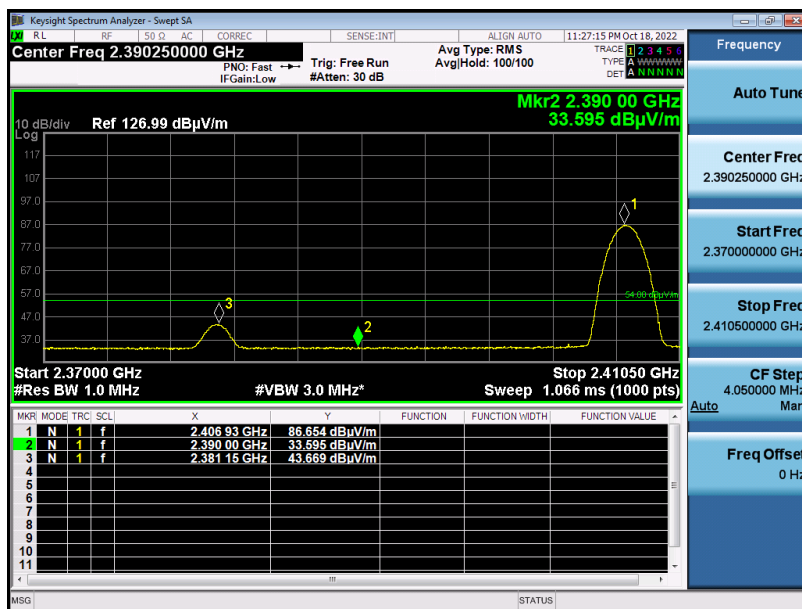 Keysight Spectrum Analyzer - Swept SA
LXI RL RF 50 Ω AC CORREC SENSE:INT ALIGN AUTO 11:27:15 PM Oct 18, 2022
Center Freq 2.390250000 GHz
PNO: Fast
IFGain:Low
Trig: Free Run
#Atten: 30 dB
Avg Type: RMS
Avg|Hold: 100/100
TRACE 1 2 3 4 5 6
TYPE A WWWWW
DET A N N N N N
Mkr2 2.390 00 GHz
33.595 dBµV/m
10 dB/div Ref 126.99 dBµV/m
Log
117
107
97.0
87.0
77.0
67.0
57.0
47.0
37.0
1
2
3
54.00 dBµV/m
Start 2.37000 GHz Stop 2.41050 GHz
#Res BW 1.0 MHz #VBW 3.0 MHz* Sweep 1.066 ms (1000 pts)
MKR MODE TRC SCL X Y FUNCTION FUNCTION WIDTH FUNCTION VALUE
1 N 1 f 2.406 93 GHz 86.654 dBµV/m
2 N 1 f 2.390 00 GHz 33.595 dBµV/m
3 N 1 f 2.381 15 GHz 43.669 dBµV/m
4
5
6
7
8
9
10
11
MSG STATUS
Frequency
Auto Tune
Center Freq
2.390250000 GHz
Start Freq
2.370000000 GHz
Stop Freq
2.410500000 GHz
CF Step
4.050000 MHz
Auto Man
Freq Offset
0 Hz